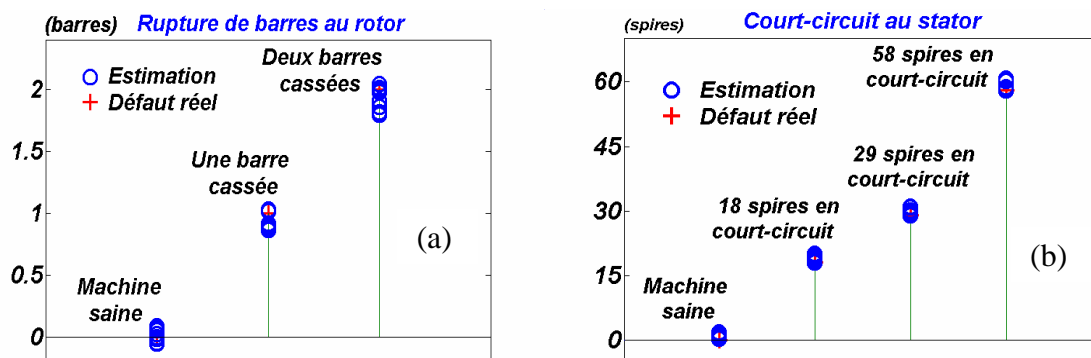 (barres) Rupture de barres au rotor
Estimation
Défaut réel
Deux barres
cassées
Une barre
cassée
Machine
saine
2
1.5
1
0.5
0
(a)
(spires) Court-circuit au stator
Estimation
Défaut réel
58 spires en
court-circuit
29 spires en
court-circuit
18 spires en
court-circuit
Machine
saine
60
45
30
15
0
(b)